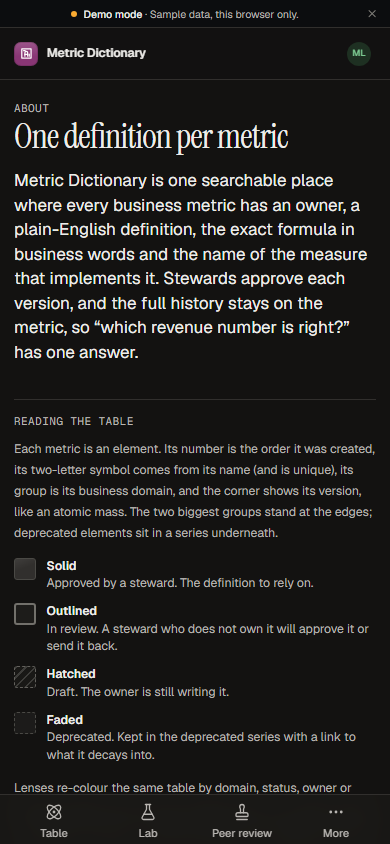 Demo mode · Sample data, this browser only.
Metric Dictionary
ML
ABOUT
One definition per metric
Metric Dictionary is one searchable place
where every business metric has an owner, a
plain-English definition, the exact formula in
business words and the name of the measure
that implements it. Stewards approve each
version, and the full history stays on the
metric, so “which revenue number is right?”
has one answer.
READING THE TABLE
Each metric is an element. Its number is the order it was created,
its two-letter symbol comes from its name (and is unique), its
group is its business domain, and the corner shows its version,
like an atomic mass. The two biggest groups stand at the edges;
deprecated elements sit in a series underneath.
Solid
Approved by a steward. The definition to rely on.
Outlined
In review. A steward who does not own it will approve it or
send it back.
Hatched
Draft. The owner is still writing it.
Faded
Deprecated. Kept in the deprecated series with a link to
what it decays into.
Lenses re-colour the same table by domain, status, owner or
Table
Lab
Peer review
More